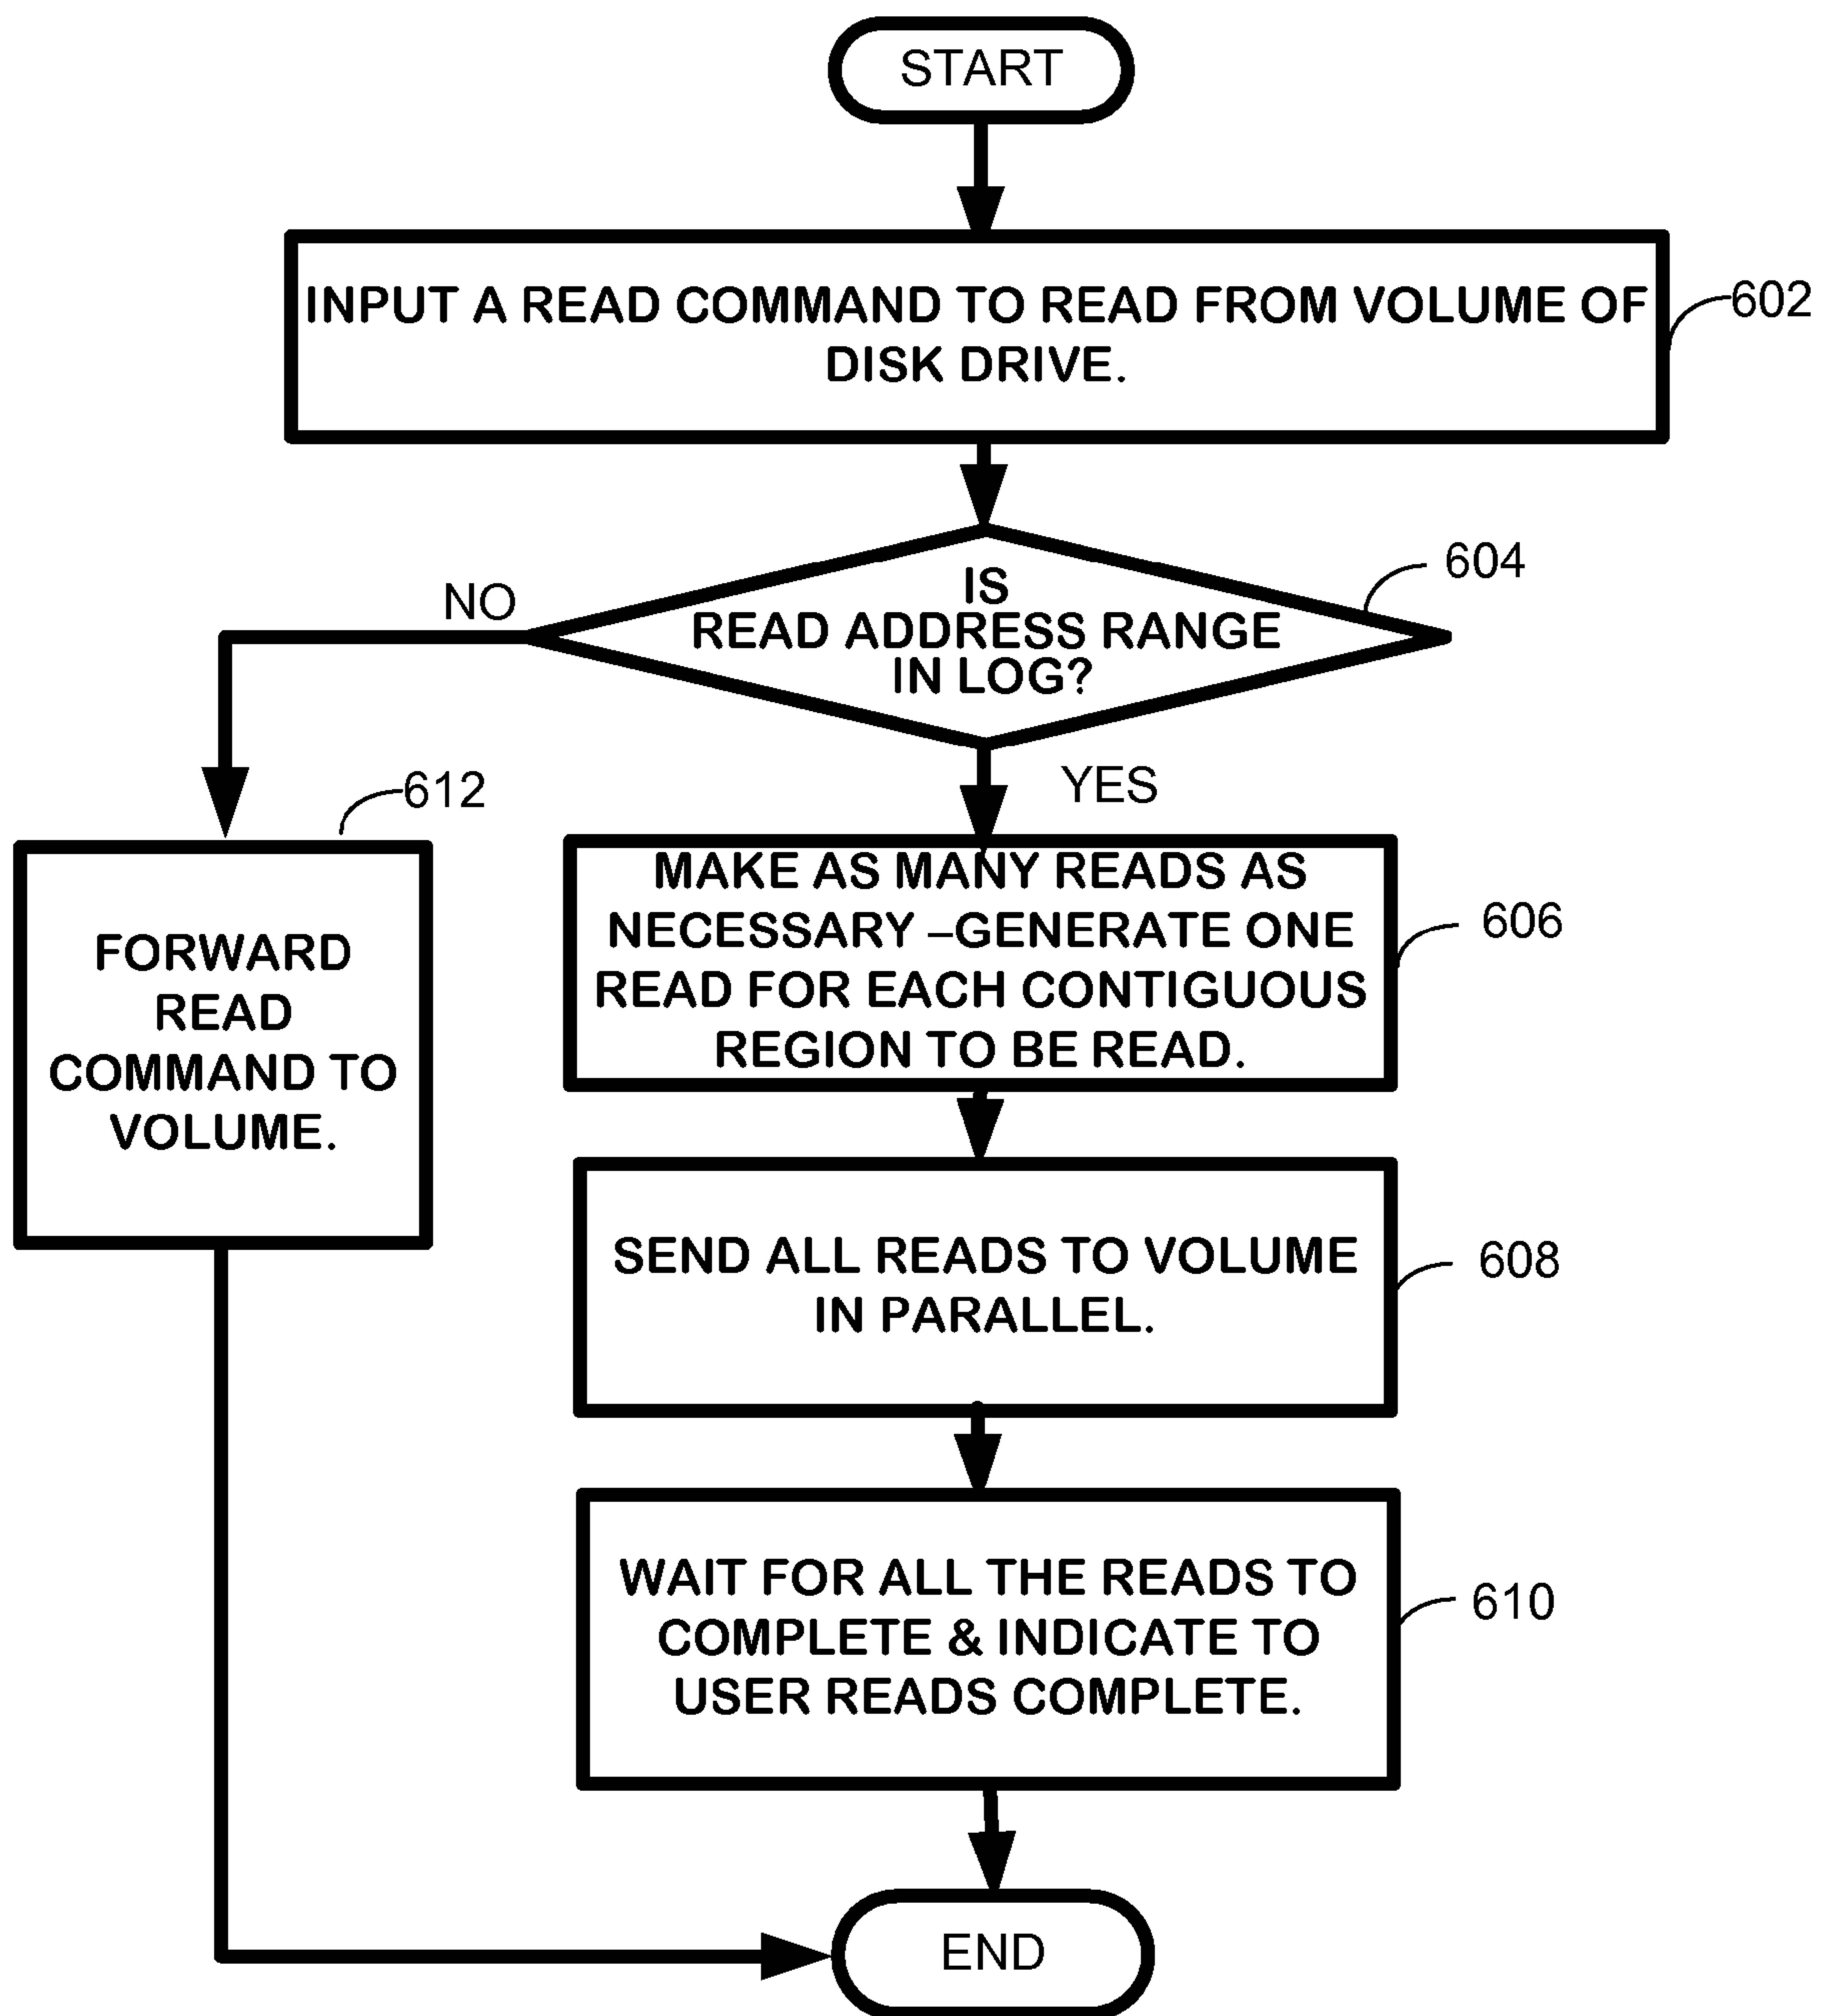 START
INPUT A READ COMMAND TO READ FROM VOLUME OF
DISK DRIVE.
602
IS
READ ADDRESS RANGE
IN LOG?
604
NO
YES
612
FORWARD
READ
COMMAND TO
VOLUME.
MAKE AS MANY READS AS
NECESSARY –GENERATE ONE
READ FOR EACH CONTIGUOUS
REGION TO BE READ.
606
SEND ALL READS TO VOLUME
IN PARALLEL.
608
WAIT FOR ALL THE READS TO
COMPLETE & INDICATE TO
USER READS COMPLETE.
610
END